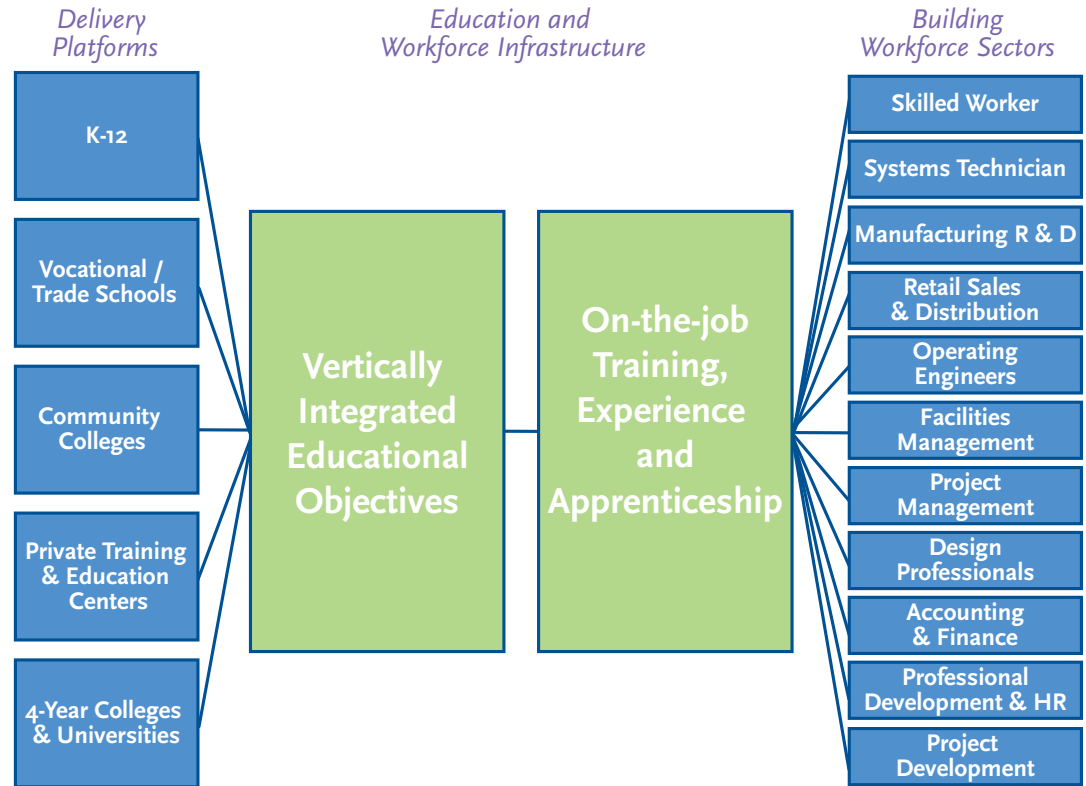 Delivery
Platforms
Education and
Workforce Infrastructure
Building
Workforce Sectors
K-12
Vocational /
Trade Schools
Community
Colleges
Private Training
& Education
Centers
4-Year Colleges
& Universities
Vertically
Integrated
Educational
Objectives
On-the-job
Training,
Experience
and
Apprenticeship
Skilled Worker
Systems Technician
Manufacturing R & D
Retail Sales
& Distribution
Operating
Engineers
Facilities
Management
Project
Management
Design
Professionals
Accounting
& Finance
Professional
Development & HR
Project
Development